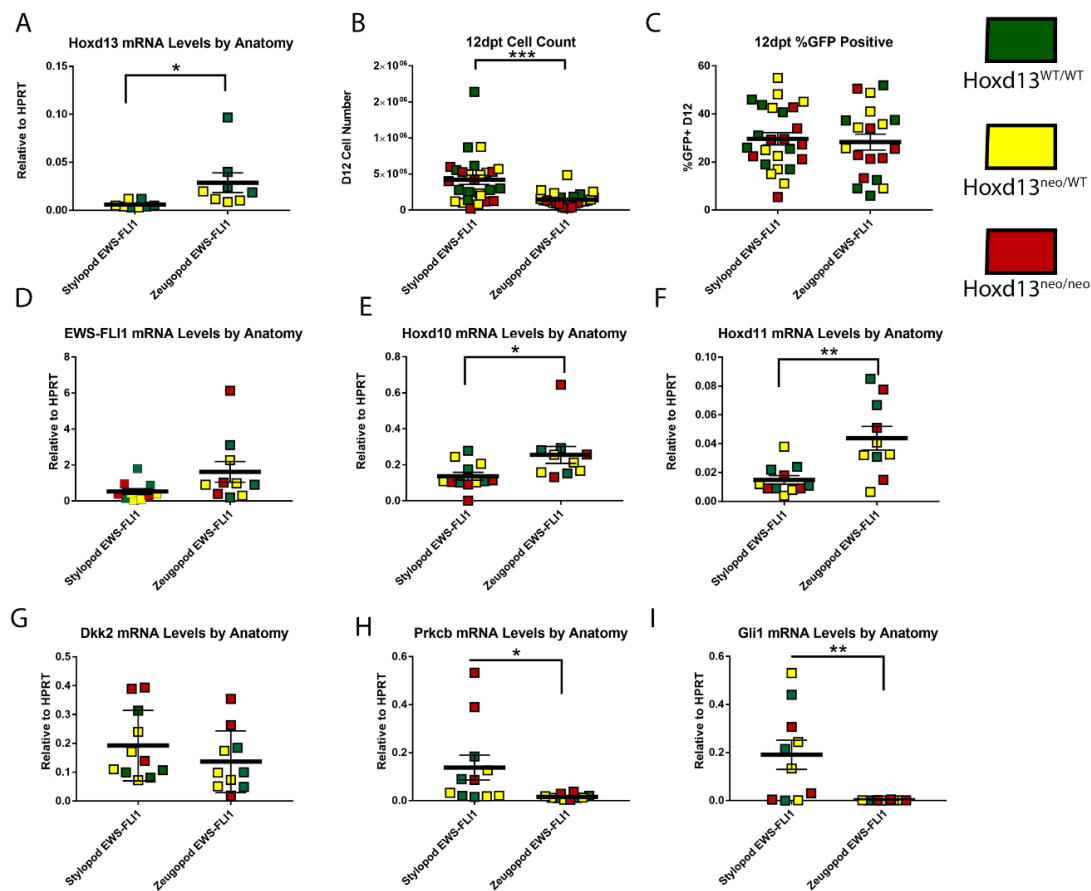 A
Hoxd13 mRNA Levels by Anatomy
Relative to HPRT
0.15
0.10
0.05
0.00
*
Stylopod EWS-FLI1
Zeugopod EWS-FLI1
B
12dpt Cell Count
D12 Cell Number
2×10⁰⁶
2×10⁰⁶
1×10⁰⁶
5×10⁰⁵
0
***
Stylopod EWS-FLI1
Zeugopod EWS-FLI1
C
12dpt %GFP Positive
%GFP+ D12
60
40
20
0
Stylopod EWS-FLI1
Zeugopod EWS-FLI1
Hoxd13WT/WT
Hoxd13neo/WT
Hoxd13neo/neo
D
EWS-FLI1 mRNA Levels by Anatomy
Relative to HPRT
8
6
4
2
0
Stylopod EWS-FLI1
Zeugopod EWS-FLI1
E
Hoxd10 mRNA Levels by Anatomy
Relative to HPRT
0.8
0.6
0.4
0.2
0.0
*
Stylopod EWS-FLI1
Zeugopod EWS-FLI1
F
Hoxd11 mRNA Levels by Anatomy
Relative to HPRT
0.10
0.08
0.06
0.04
0.02
0.00
**
Stylopod EWS-FLI1
Zeugopod EWS-FLI1
G
Dkk2 mRNA Levels by Anatomy
Relative to HPRT
0.5
0.4
0.3
0.2
0.1
0.0
Stylopod EWS-FLI1
Zeugopod EWS-FLI1
H
Prkcb mRNA Levels by Anatomy
Relative to HPRT
0.6
0.4
0.2
0.0
*
Stylopod EWS-FLI1
Zeugopod EWS-FLI1
I
Gli1 mRNA Levels by Anatomy
Relative to HPRT
0.6
0.4
0.2
0.0
**
Stylopod EWS-FLI1
Zeugopod EWS-FLI1